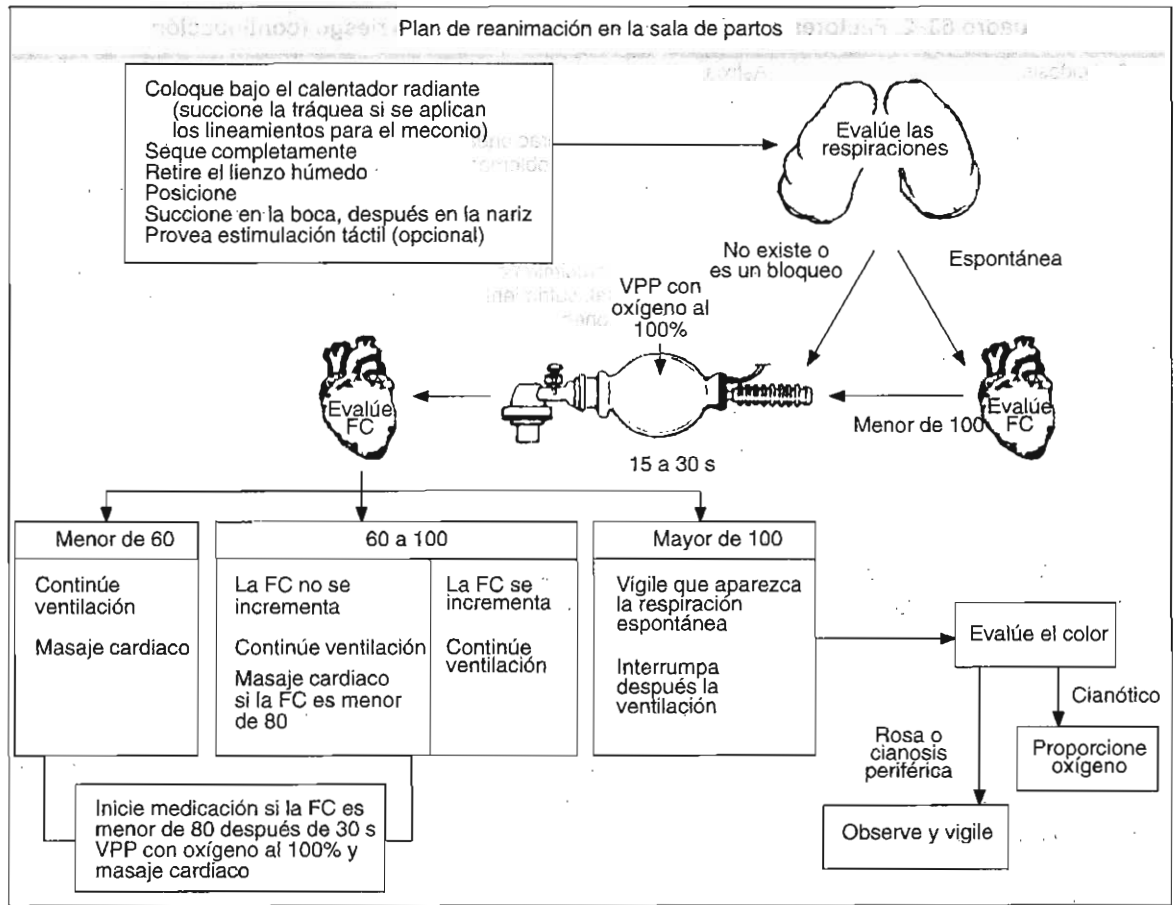 Plan de reanimación en la sala de partos
Coloque bajo el calentador radiante
(succione la tráquea si se aplican
los lineamientos para el meconio)
Seque completamente
Retire el lienzo húmedo
Posicione
Succione en la boca, después en la nariz
Provea estimulación táctil (opcional)
Evalúe las
respiraciones
No existe o
es un bloqueo
Espontánea
VPP con
oxígeno al
100%
Evalúe
FC
Menor de 100
Evalúe
FC
15 a 30 s
Menor de 60
Continúe
ventilación
Masaje cardiaco
60 a 100
La FC no se
incrementa
Continúe ventilación
Masaje cardiaco
si la FC es menor
de 80
La FC se
incrementa
Continúe
ventilación
Mayor de 100
Vígile que aparezca
la respiración
espontánea
Interrumpa
después la
ventilación
Evalúe el color
Cianótico
Rosa o
cianosis
periférica
Proporcione
oxígeno
Observe y vigile
Inicie medicación si la FC es
menor de 80 después de 30 s
VPP con oxígeno al 100% y
masaje cardiaco